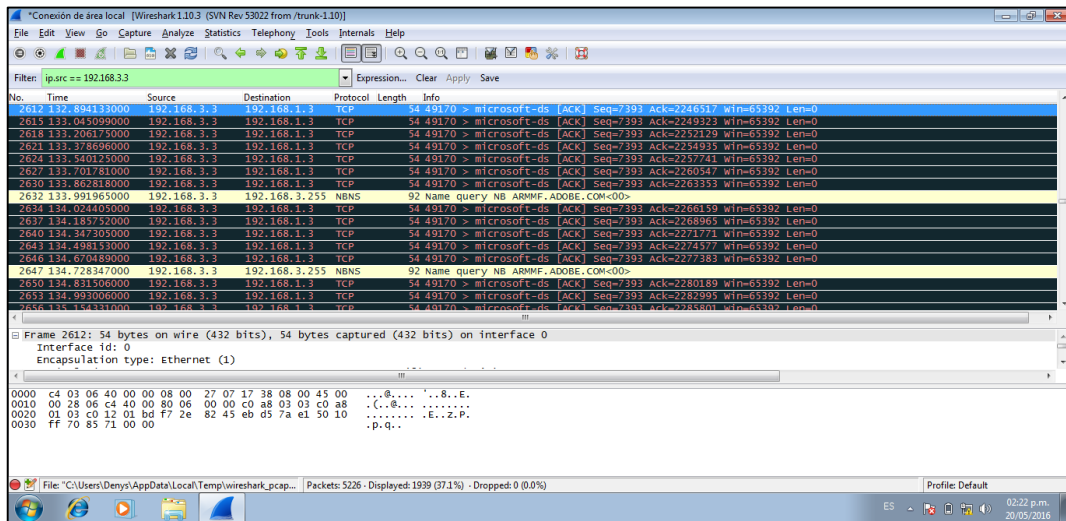 *Conexión de área local [Wireshark 1.10.3 (SVN Rev 53022 from /trunk-1.10)]
File Edit View Go Capture Analyze Statistics Telephony Tools Internals Help
Filter: ip.src == 192.168.3.3 Expression... Clear Apply Save
No. Time Source Destination Protocol Length Info
2612 132.894133000 192.168.3.3 192.168.1.3 TCP 54 49170 > microsoft-ds [ACK] Seq=7393 Ack=2246517 Win=65392 Len=0
2615 133.045099000 192.168.3.3 192.168.1.3 TCP 54 49170 > microsoft-ds [ACK] Seq=7393 Ack=2249323 Win=65392 Len=0
2618 133.206175000 192.168.3.3 192.168.1.3 TCP 54 49170 > microsoft-ds [ACK] Seq=7393 Ack=2252129 Win=65392 Len=0
2621 133.378696000 192.168.3.3 192.168.1.3 TCP 54 49170 > microsoft-ds [ACK] Seq=7393 Ack=2254935 Win=65392 Len=0
2624 133.540125000 192.168.3.3 192.168.1.3 TCP 54 49170 > microsoft-ds [ACK] Seq=7393 Ack=2257741 Win=65392 Len=0
2627 133.701781000 192.168.3.3 192.168.1.3 TCP 54 49170 > microsoft-ds [ACK] Seq=7393 Ack=2260547 Win=65392 Len=0
2630 133.862818000 192.168.3.3 192.168.1.3 TCP 54 49170 > microsoft-ds [ACK] Seq=7393 Ack=2263353 Win=65392 Len=0
2632 133.991965000 192.168.3.3 192.168.3.255 NBNS 92 Name query NB ARMMF.ADOBE.COM<00>
2634 134.024405000 192.168.3.3 192.168.1.3 TCP 54 49170 > microsoft-ds [ACK] Seq=7393 Ack=2266159 Win=65392 Len=0
2637 134.185752000 192.168.3.3 192.168.1.3 TCP 54 49170 > microsoft-ds [ACK] Seq=7393 Ack=2268965 Win=65392 Len=0
2640 134.347305000 192.168.3.3 192.168.1.3 TCP 54 49170 > microsoft-ds [ACK] Seq=7393 Ack=2271771 Win=65392 Len=0
2643 134.498153000 192.168.3.3 192.168.1.3 TCP 54 49170 > microsoft-ds [ACK] Seq=7393 Ack=2274577 Win=65392 Len=0
2646 134.670489000 192.168.3.3 192.168.1.3 TCP 54 49170 > microsoft-ds [ACK] Seq=7393 Ack=2277383 Win=65392 Len=0
2647 134.728347000 192.168.3.3 192.168.3.255 NBNS 92 Name query NB ARMMF.ADOBE.COM<00>
2650 134.831506000 192.168.3.3 192.168.1.3 TCP 54 49170 > microsoft-ds [ACK] Seq=7393 Ack=2280189 Win=65392 Len=0
2653 134.993006000 192.168.3.3 192.168.1.3 TCP 54 49170 > microsoft-ds [ACK] Seq=7393 Ack=2282995 Win=65392 Len=0
2656 135.154331000 192.168.3.3 192.168.1.3 TCP 54 49170 > microsoft-ds [ACK] Seq=7393 Ack=2285801 Win=65392 Len=0
Frame 2612: 54 bytes on wire (432 bits), 54 bytes captured (432 bits) on interface 0
Interface id: 0
Encapsulation type: Ethernet (1)
0000 c4 03 06 40 00 00 08 00 27 07 17 38 08 00 45 00 ...@.... '..8..E.
0010 00 28 06 c4 40 00 80 06 00 00 c0 a8 03 03 c0 a8 .(..@... ........
0020 01 03 c0 12 01 bd f7 2e 82 45 eb d5 7a e1 50 10 ........ .E..z.P.
0030 ff 70 85 71 00 00 .p.q..
File: "C:\Users\Denys\AppData\Local\Temp\wireshark_pcap... Packets: 5226 · Displayed: 1939 (37.1%) · Dropped: 0 (0.0%) Profile: Default
ES 02:22 p.m.
20/05/2016